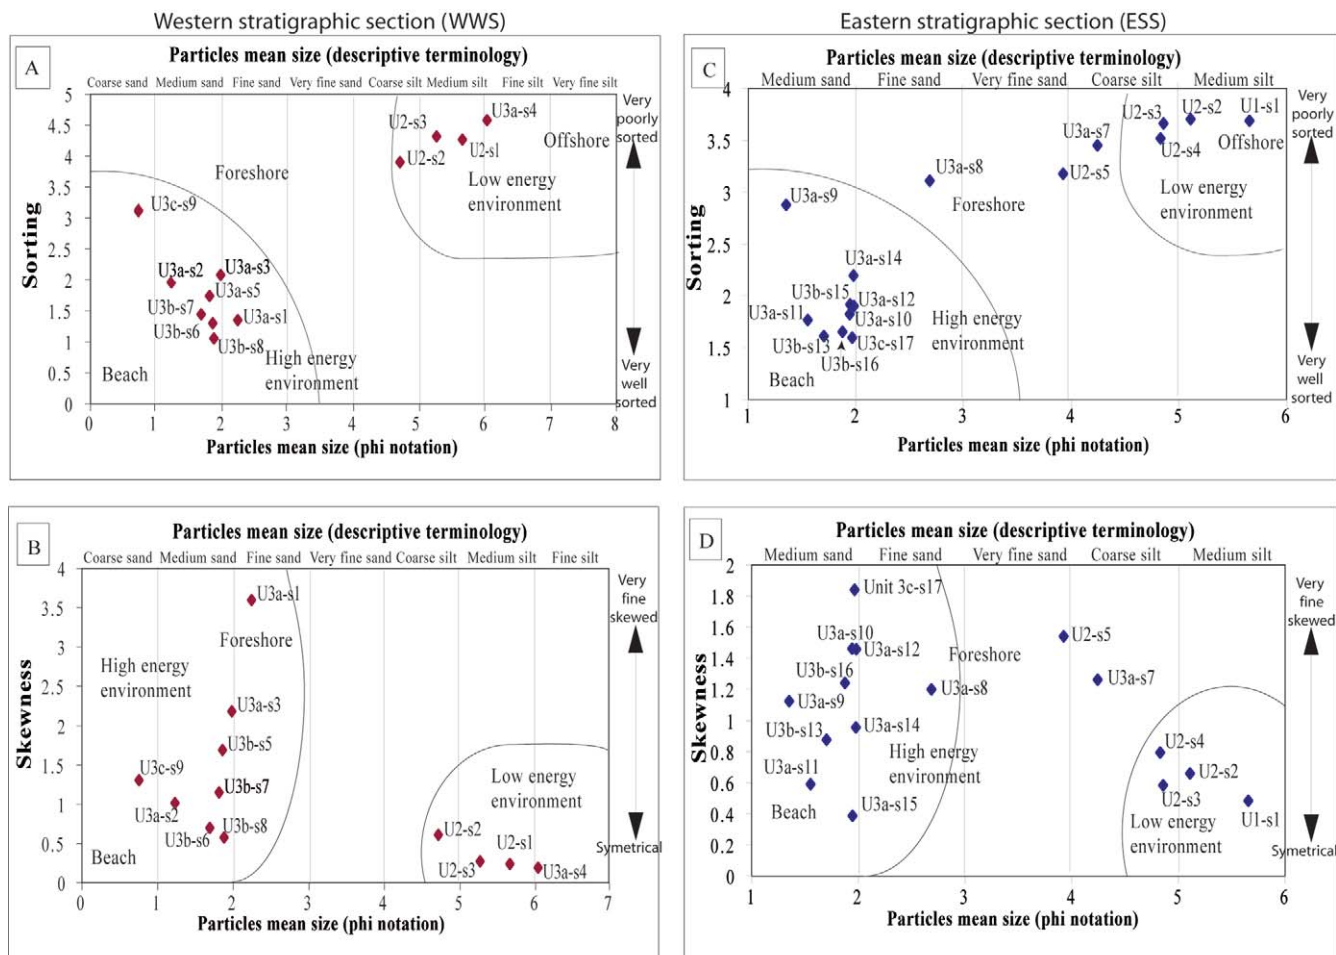 Western stratigraphic section (WWS)
Eastern stratigraphic section (ESS)
A
Particles mean size (descriptive terminology)
Coarse sand Medium sand Fine sand Very fine sand Coarse silt Medium silt Fine silt Very fine silt
5
4.5
4
3.5
3
2.5
2
1.5
1
0.5
0
Sorting
U3a-s4
U2-s3
Offshore
U2-s1
U2-s2
Foreshore
Low energy
environment
U3c-s9
U3a-s2
U3a-s3
U3b-s7
U3a-s5
U3b-s6
U3a-s1
U3b-s8
High energy
environment
Beach
0 1 2 3 4 5 6 7 8
Particles mean size (phi notation)
Very
poorly
sorted
Very
well
sorted
C
Particles mean size (descriptive terminology)
Medium sand Fine sand Very fine sand Coarse silt Medium silt
4
3.5
3
2.5
2
1.5
1
Sorting
U2-s3
U2-s2
U1-s1
U3a-s7
U2-s4
Offshore
U3a-s8
U2-s5
Low energy
environment
U3a-s9
Foreshore
U3a-s14
U3b-s15
U3a-s12
U3a-s11
U3a-s10
High energy
environment
U3b-s13
U3c-s17
U3b-s16
Beach
1 2 3 4 5 6
Particles mean size (phi notation)
Very
poorly
sorted
Very
well
sorted
B
Particles mean size (descriptive terminology)
Coarse sand Medium sand Fine sand Very fine sand Coarse silt Medium silt Fine silt
4
3.5
3
2.5
2
1.5
1
0.5
0
Skewness
U3a-s1
Foreshore
High energy
environment
U3a-s3
U3b-s5
U3c-s9
U3b-s7
U3a-s2
U3b-s8
U3b-s6
Beach
Low energy
environment
U2-s2
U2-s1
U2-s3
U3a-s4
0 1 2 3 4 5 6 7
Particles mean size (phi notation)
Very
fine
skewed
Symetrical
D
Particles mean size (descriptive terminology)
Medium sand Fine sand Very fine sand Coarse silt Medium silt
2
1.8
1.6
1.4
1.2
1
0.8
0.6
0.4
0.2
0
Skewness
Unit 3c-s17
U3a-s10
U3a-s12
U2-s5
Foreshore
U3b-s16
U3a-s8
U3a-s7
U3a-s9
U3b-s13
U3a-s14
U2-s4
High energy
environment
U3a-s11
U2-s2
U2-s3
U3a-s15
U1-s1
Beach
Low energy
environment
1 2 3 4 5 6
Particles mean size (phi notation)
Very
fine
skewed
Symetrical